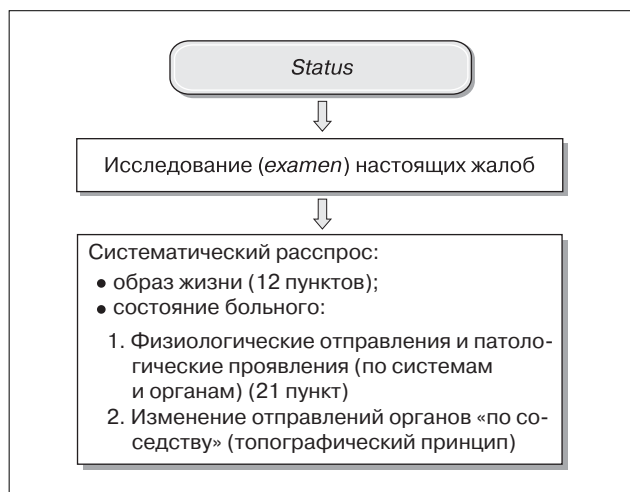 Status
Исследование (examen) настоящих жалоб
Систематический расспрос:
• образ жизни (12 пунктов);
• состояние больного:
1. Физиологические отправления и патоло-
гические проявления (по системам
и органам) (21 пункт)
2. Изменение отправлений органов «по со-
седству» (топографический принцип)